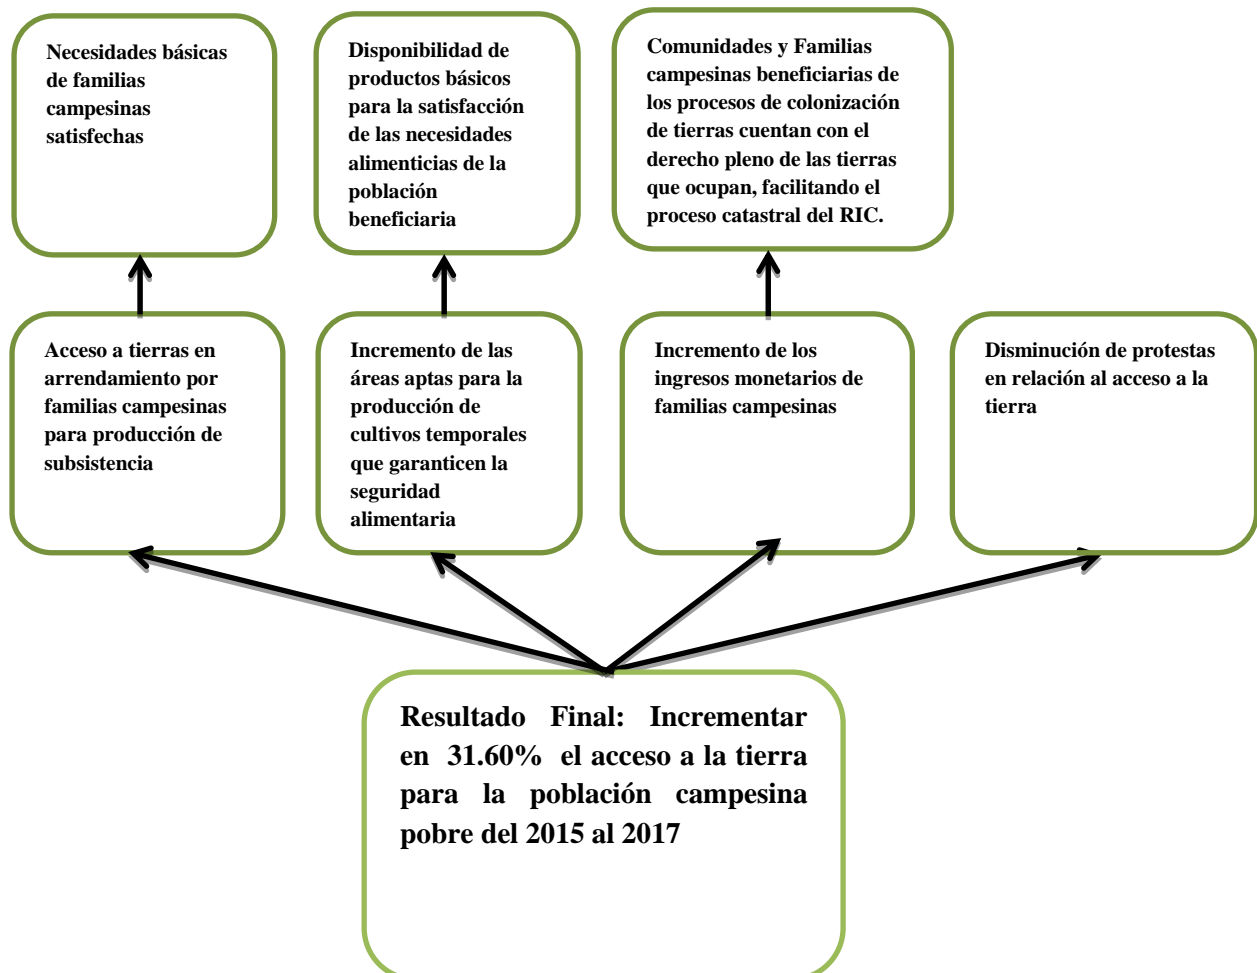 Necesidades básicas
de familias
campesinas
satisfechas
Disponibilidad de
productos básicos
para la satisfacción
de las necesidades
alimenticias de la
población
beneficiaria
Comunidades y Familias
campesinas beneficiarias de
los procesos de colonización
de tierras cuentan con el
derecho pleno de las tierras
que ocupan, facilitando el
proceso catastral del RIC.
Acceso a tierras en
arrendamiento por
familias campesinas
para producción de
subsistencia
Incremento de las
áreas aptas para la
producción de
cultivos temporales
que garanticen la
seguridad
alimentaria
Incremento de los
ingresos monetarios de
familias campesinas
Disminución de protestas
en relación al acceso a la
tierra
Resultado Final: Incrementar
en 31.60% el acceso a la tierra
para la población campesina
pobre del 2015 al 2017